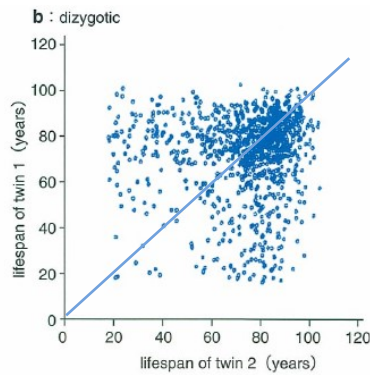 b : dizygotic
120
100
80
60
40
20
0
lifespan of twin 1 (years)
0 20 40 60 80 100 120
lifespan of twin 2 (years)